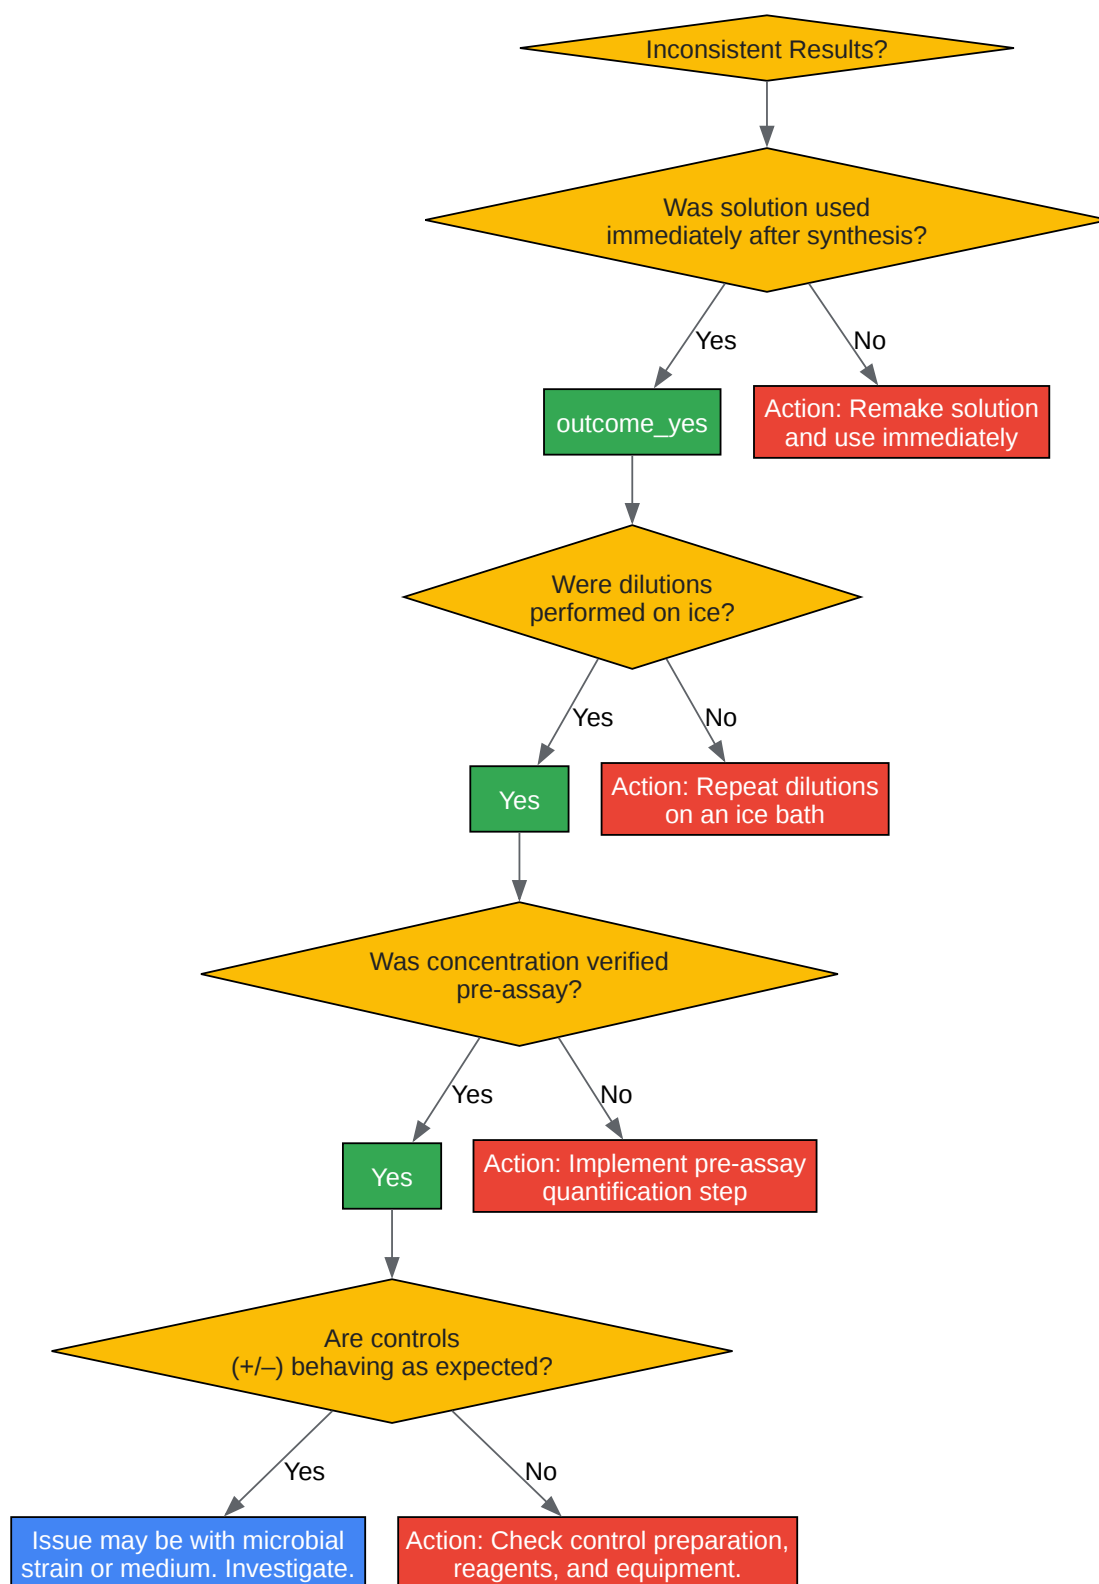 Inconsistent Results?
Was solution used
immediately after synthesis?
Yes
No
outcome_yes
Action: Remake solution
and use immediately
Were dilutions
performed on ice?
Yes
No
Yes
Action: Repeat dilutions
on an ice bath
Was concentration verified
pre-assay?
Yes
No
Yes
Action: Implement pre-assay
quantification step
Are controls
(+/–) behaving as expected?
Yes
No
Issue may be with microbial
strain or medium. Investigate.
Action: Check control preparation,
reagents, and equipment.